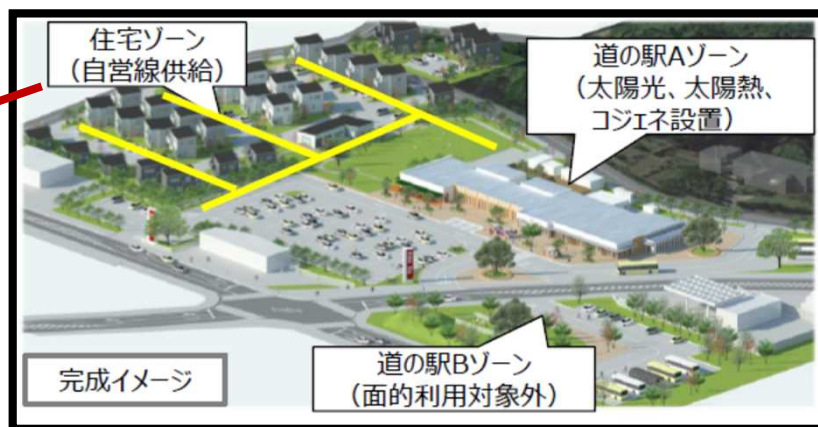 住宅ゾーン
（自営線供給）
道の駅Aゾーン
（太陽光、太陽熱、
コジェネ設置）
道の駅Bゾーン
（面的利用対象外）
完成イメージ